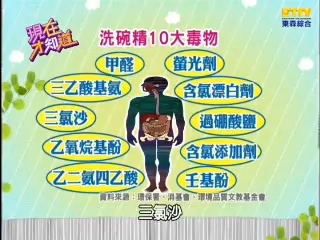 現在才知道
ETTV
東森綜合
洗碗精10大毒物
甲醛
螢光劑
三乙酸基氨
含氯漂白劑
三氯沙
過硼酸鹽
乙氧烷基酚
含氯添加劑
乙二氨四乙酸
壬基酚
資料來源：環保署、消基會、環境品質文教基金會
三氯沙